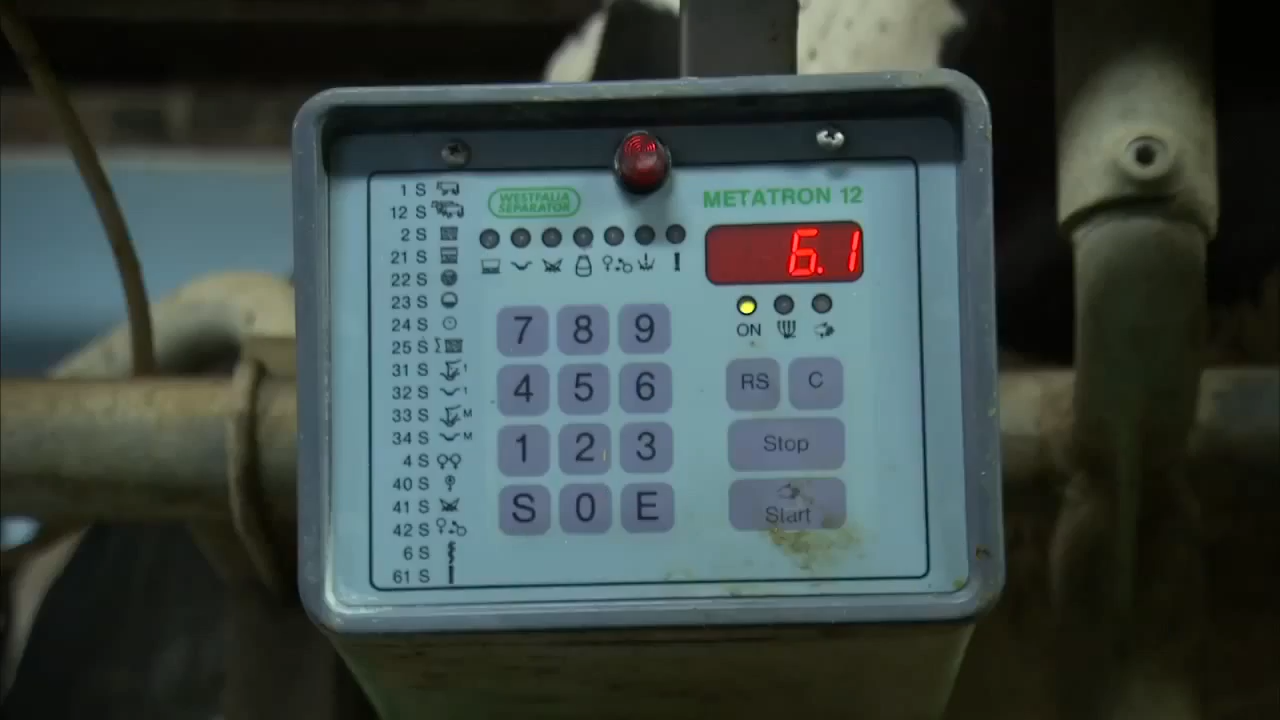 1 S
12 S
2 S
21 S
22 S
23 S
24 S
25 S Σ
31 S 1
32 S 1
33 S M
34 S M
4 S
40 S
41 S
42 S
6 S
61 S
WESTFALIA
SEPARATOR
METATRON 12
6.1
ON
7 8 9
4 5 6
1 2 3
S 0 E
RS C
Stop
Start